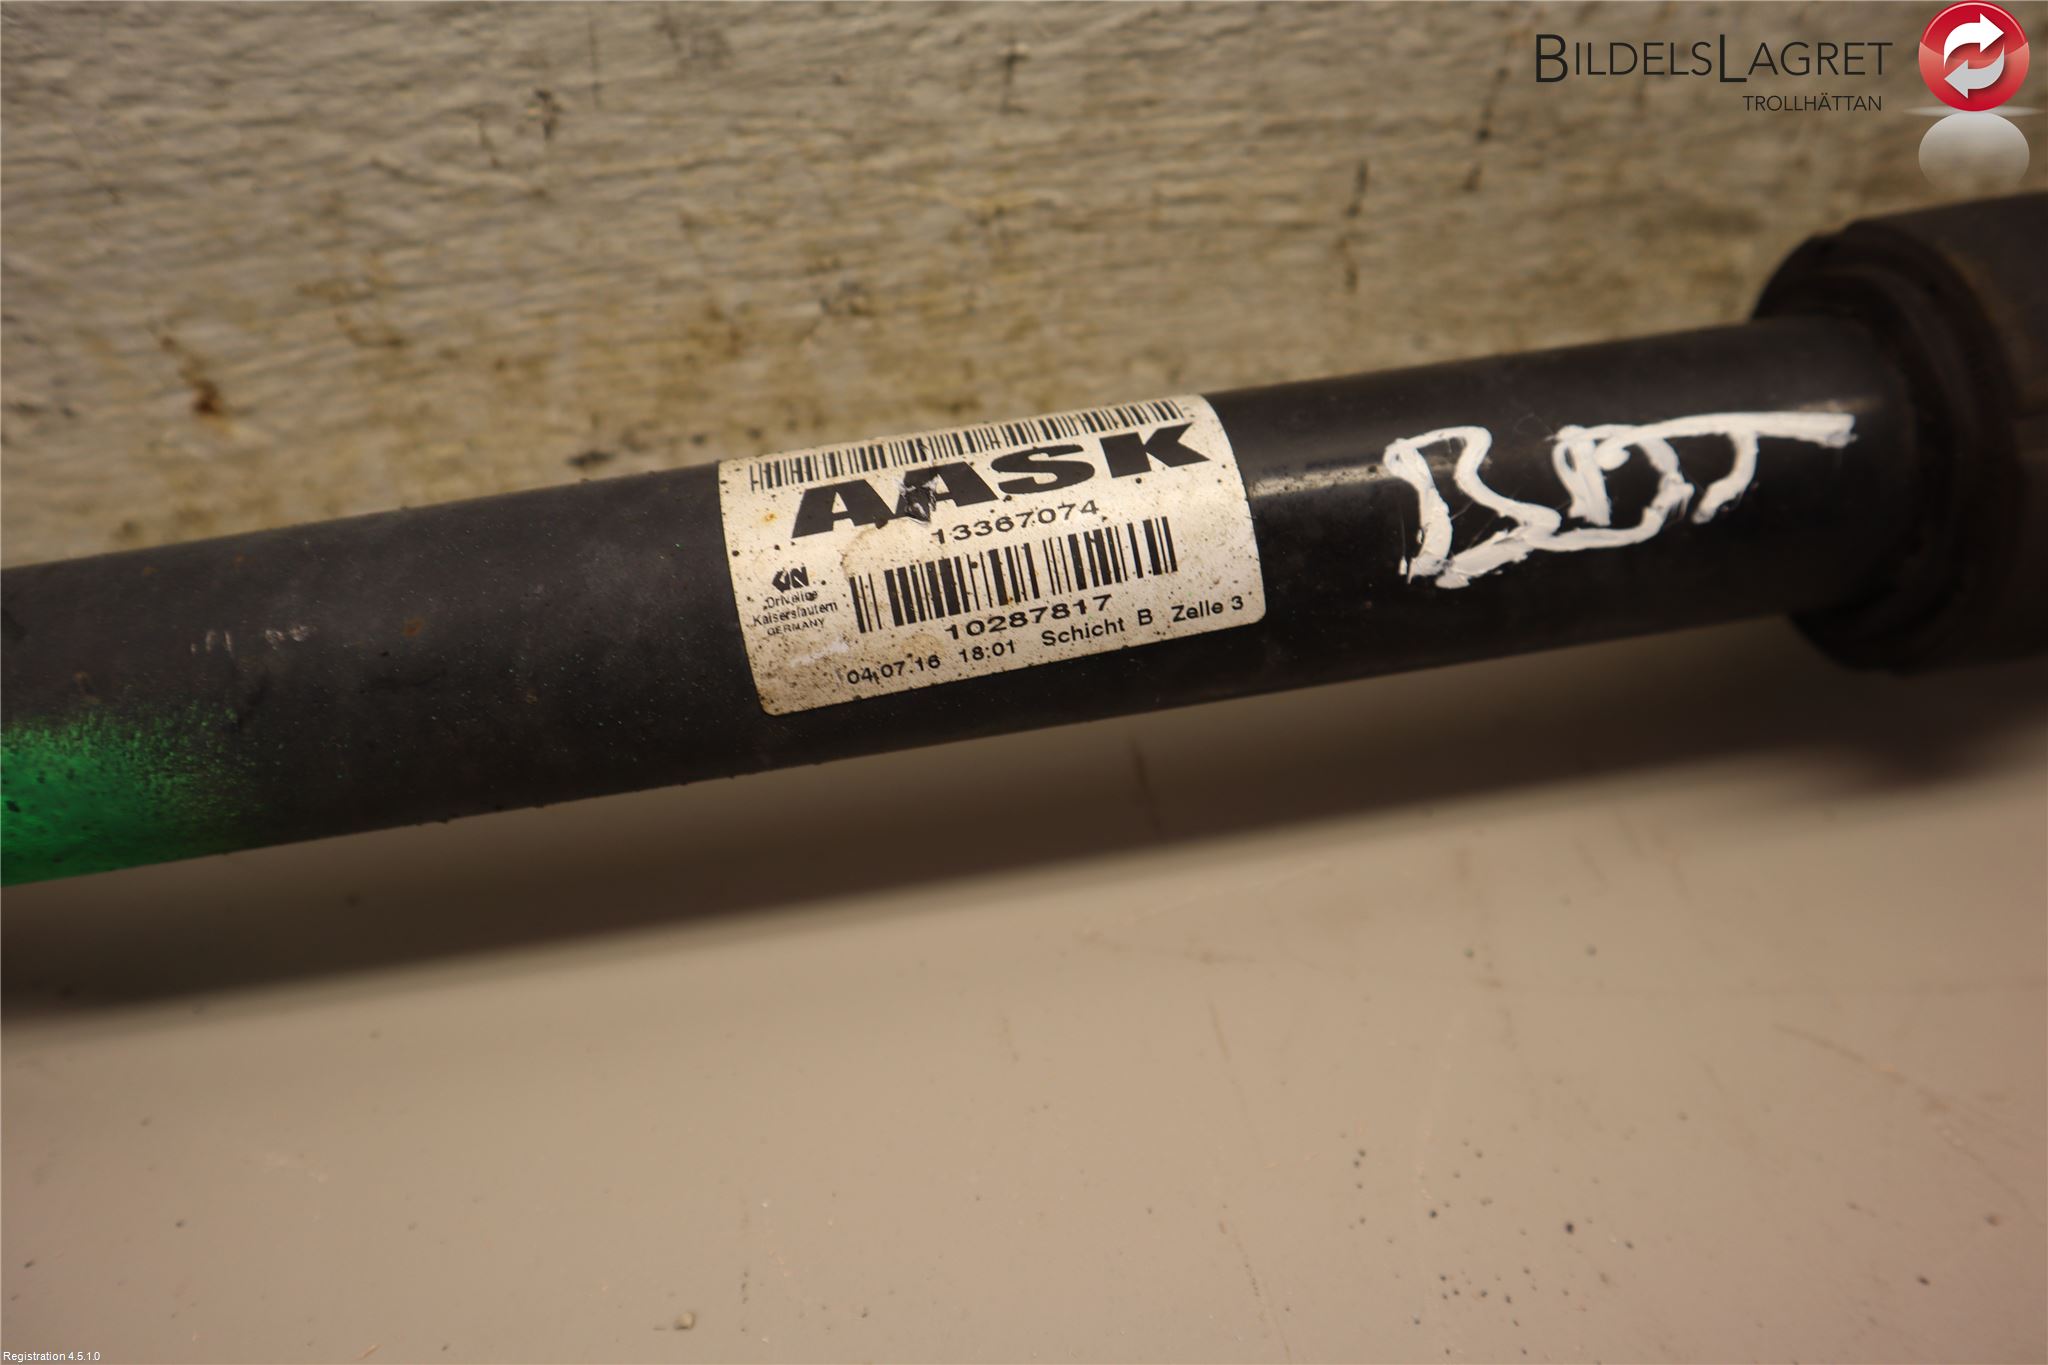 BILDELSLAGRET
TROLLHÄTTAN
AASK
13367074
GKN
Driveline
Kaiserslautern
GERMANY
10287817
04.07.16 18:01 Schicht B Zelle 3
Registration 4.5.1.0